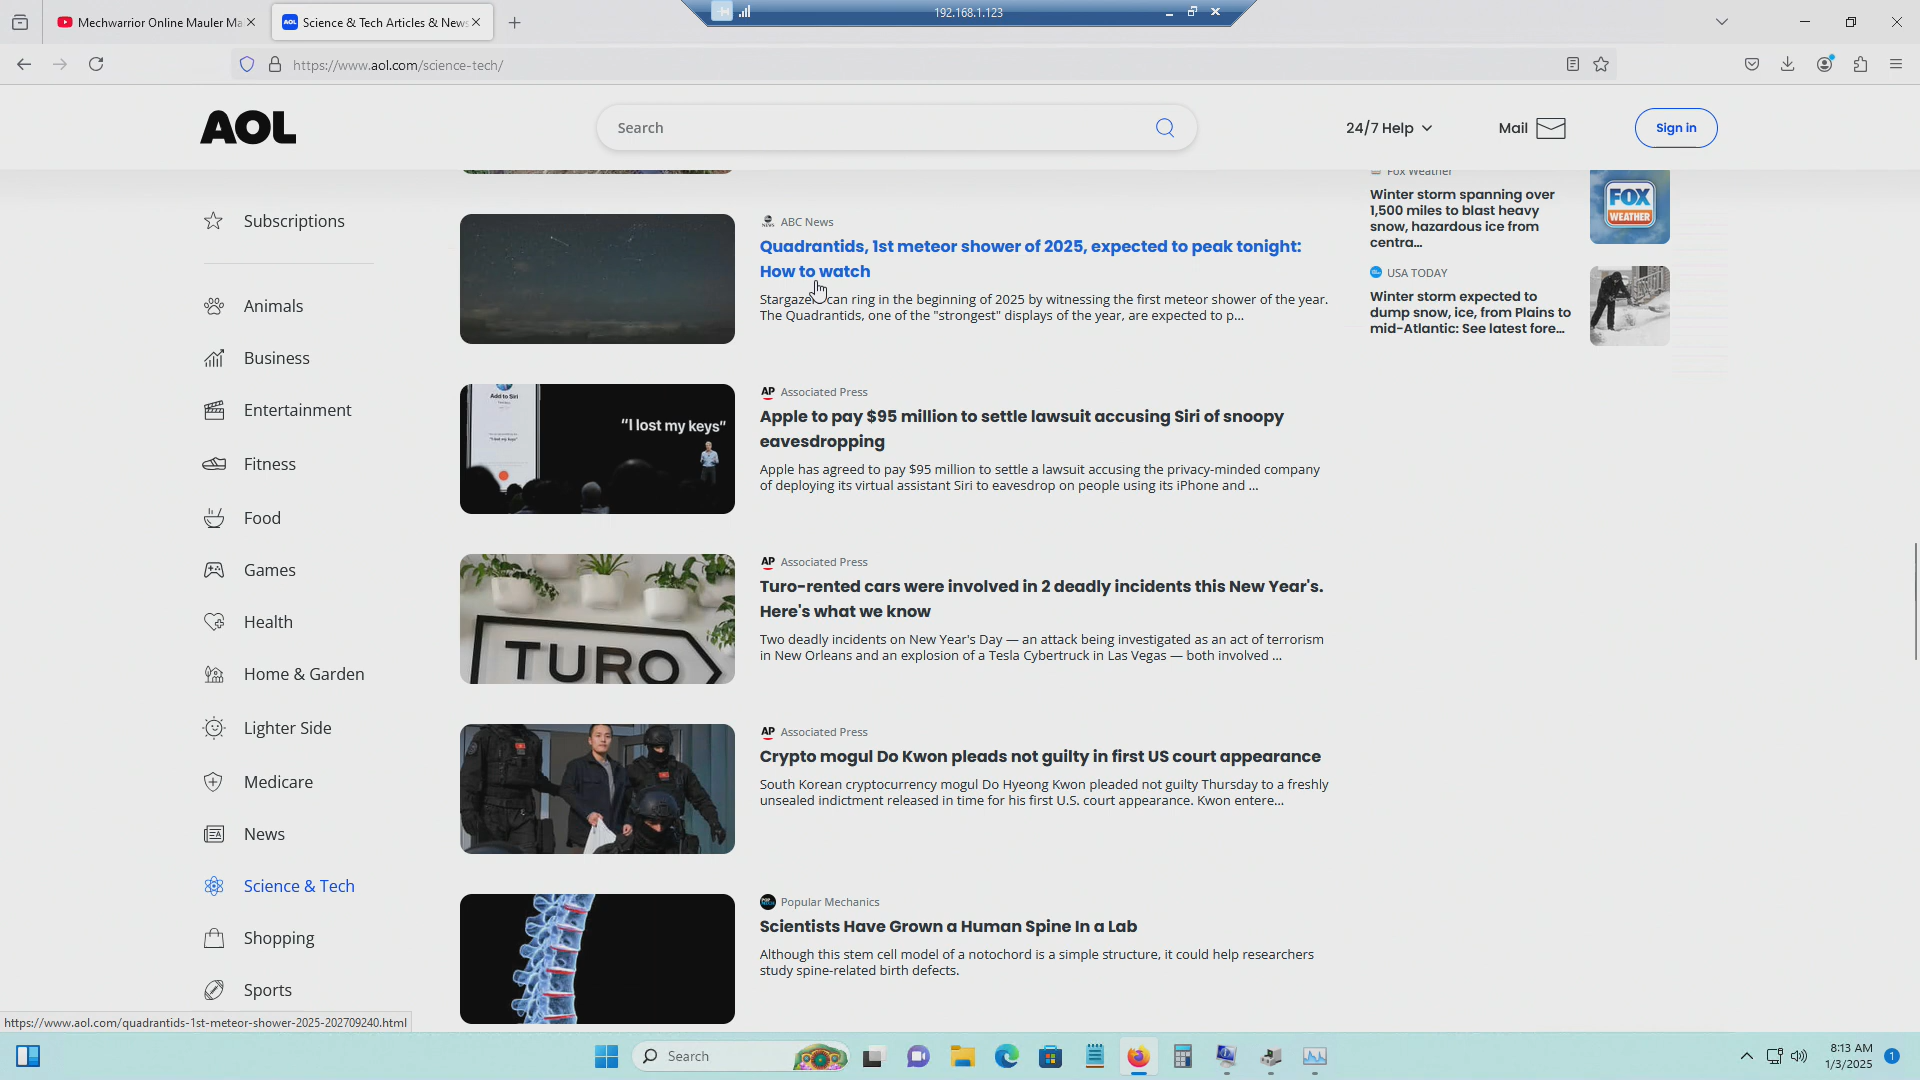 Mechwarrior Online Mauler Ma
Science & Tech Articles & News
192.168.1.123
https://www.aol.com/science-tech/
AOL
Search
24/7 Help
Mail
Sign in
Subscriptions
Animals
Business
Entertainment
Fitness
Food
Games
Health
Home & Garden
Lighter Side
Medicare
News
Science & Tech
Shopping
Sports
ABC News
Quadrantids, 1st meteor shower of 2025, expected to peak tonight:
How to watch
Stargazers can ring in the beginning of 2025 by witnessing the first meteor shower of the year.
The Quadrantids, one of the "strongest" displays of the year, are expected to p...
Add to Siri
"I lost my keys"
AP Associated Press
Apple to pay $95 million to settle lawsuit accusing Siri of snoopy
eavesdropping
Apple has agreed to pay $95 million to settle a lawsuit accusing the privacy-minded company
of deploying its virtual assistant Siri to eavesdrop on people using its iPhone and ...
TURO
AP Associated Press
Turo-rented cars were involved in 2 deadly incidents this New Year's.
Here's what we know
Two deadly incidents on New Year's Day — an attack being investigated as an act of terrorism
in New Orleans and an explosion of a Tesla Cybertruck in Las Vegas — both involved ...
AP Associated Press
Crypto mogul Do Kwon pleads not guilty in first US court appearance
South Korean cryptocurrency mogul Do Hyeong Kwon pleaded not guilty Thursday to a freshly
unsealed indictment released in time for his first U.S. court appearance. Kwon entere...
Popular Mechanics
Scientists Have Grown a Human Spine In a Lab
Although this stem cell model of a notochord is a simple structure, it could help researchers
study spine-related birth defects.
Fox Weather
Winter storm spanning over
1,500 miles to blast heavy
snow, hazardous ice from
centra...
FOX
WEATHER
USA TODAY
Winter storm expected to
dump snow, ice, from Plains to
mid-Atlantic: See latest fore...
https://www.aol.com/quadrantids-1st-meteor-shower-2025-202709240.html
Search
8:13 AM
1/3/2025
1